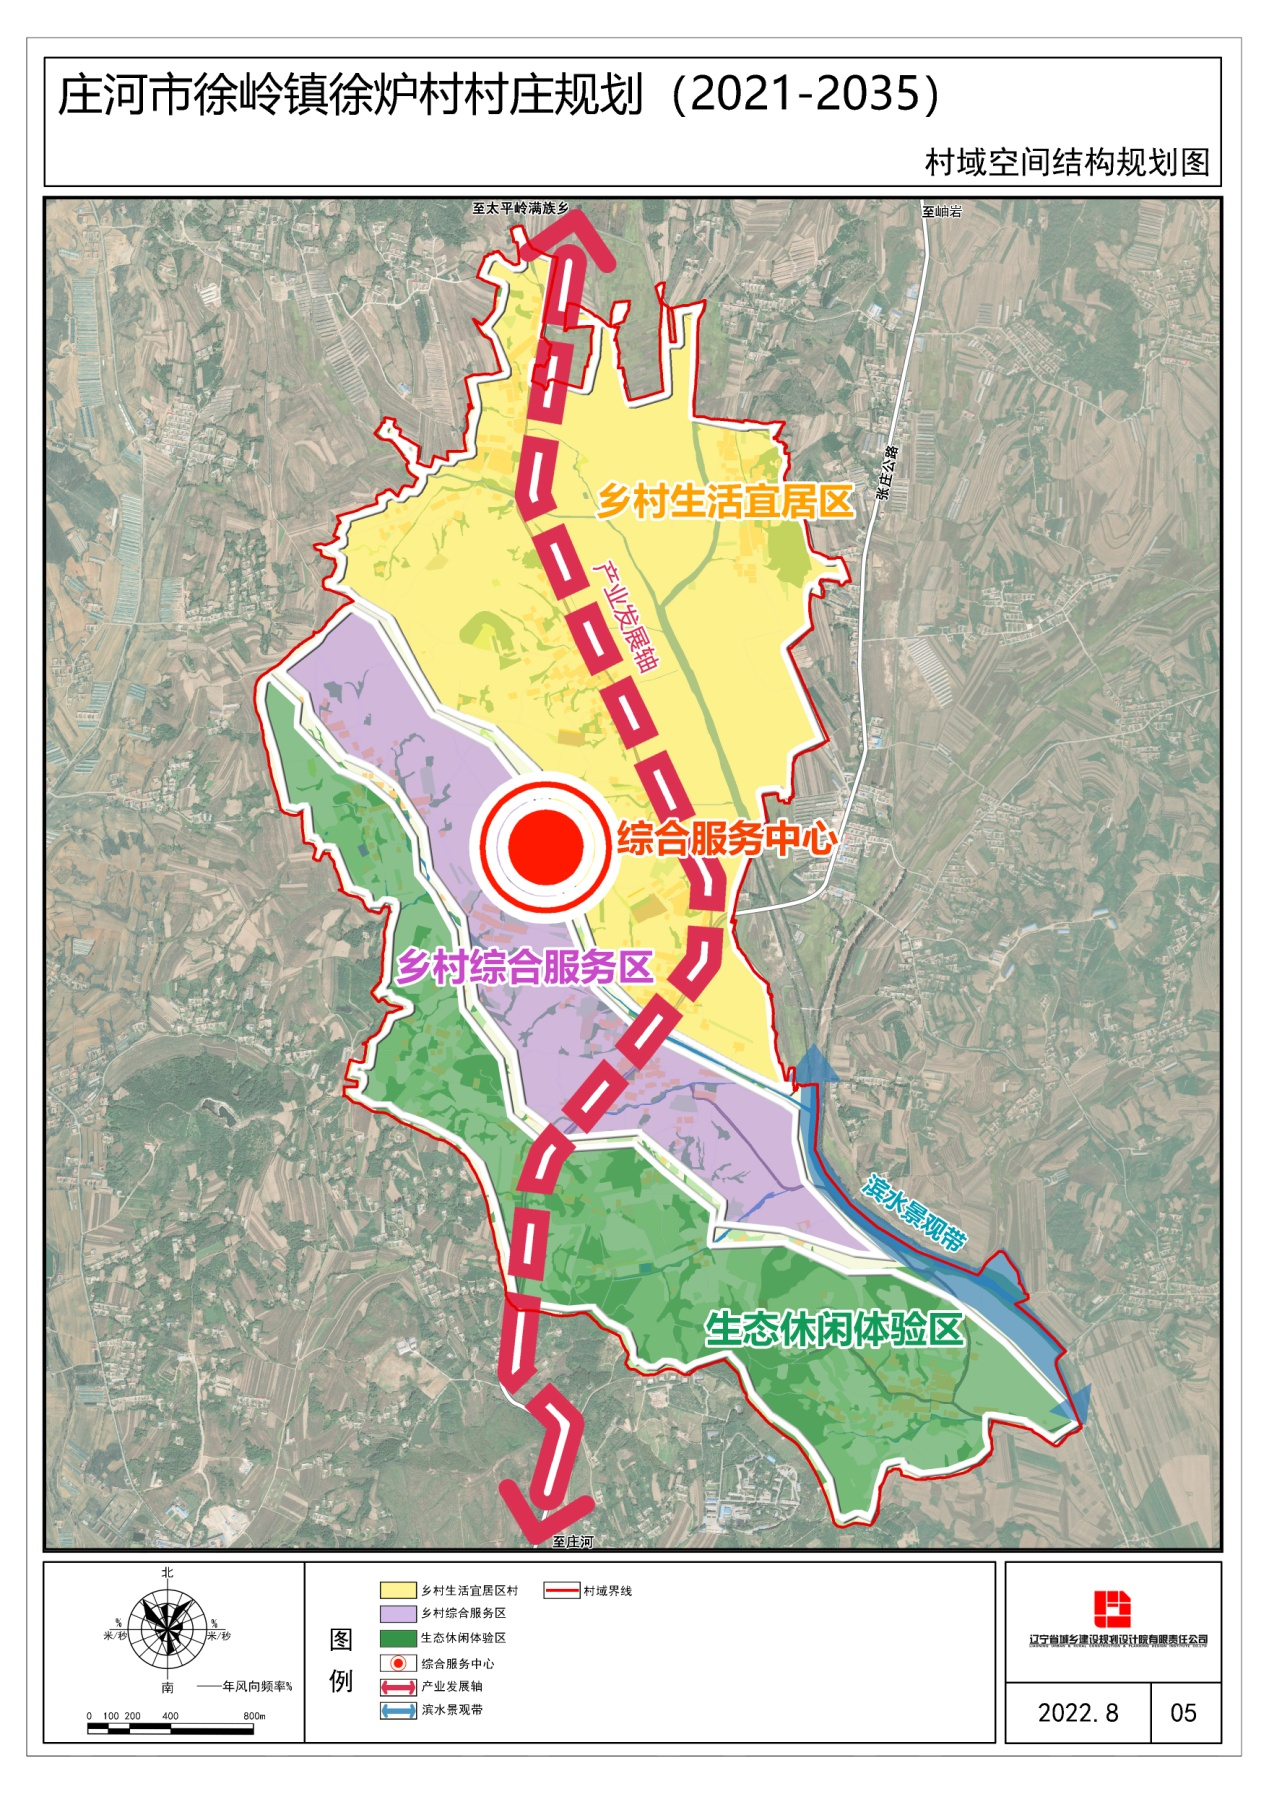 庄河市徐岭镇徐炉村村庄规划（2021-2035）
村域空间结构规划图
至太平岭满族乡
至岫岩
张庄公路
乡村生活宜居区
产业发展轴
综合服务中心
乡村综合服务区
滨水景观带
生态休闲体验区
至庄河
北
%
米/秒
%
米/秒
南
年风向频率%
0 100 200 400 800m
图例
乡村生活宜居区村
村域界线
乡村综合服务区
生态休闲体验区
综合服务中心
产业发展轴
滨水景观带
辽宁省城乡建设规划设计院有限责任公司
2022.8
05